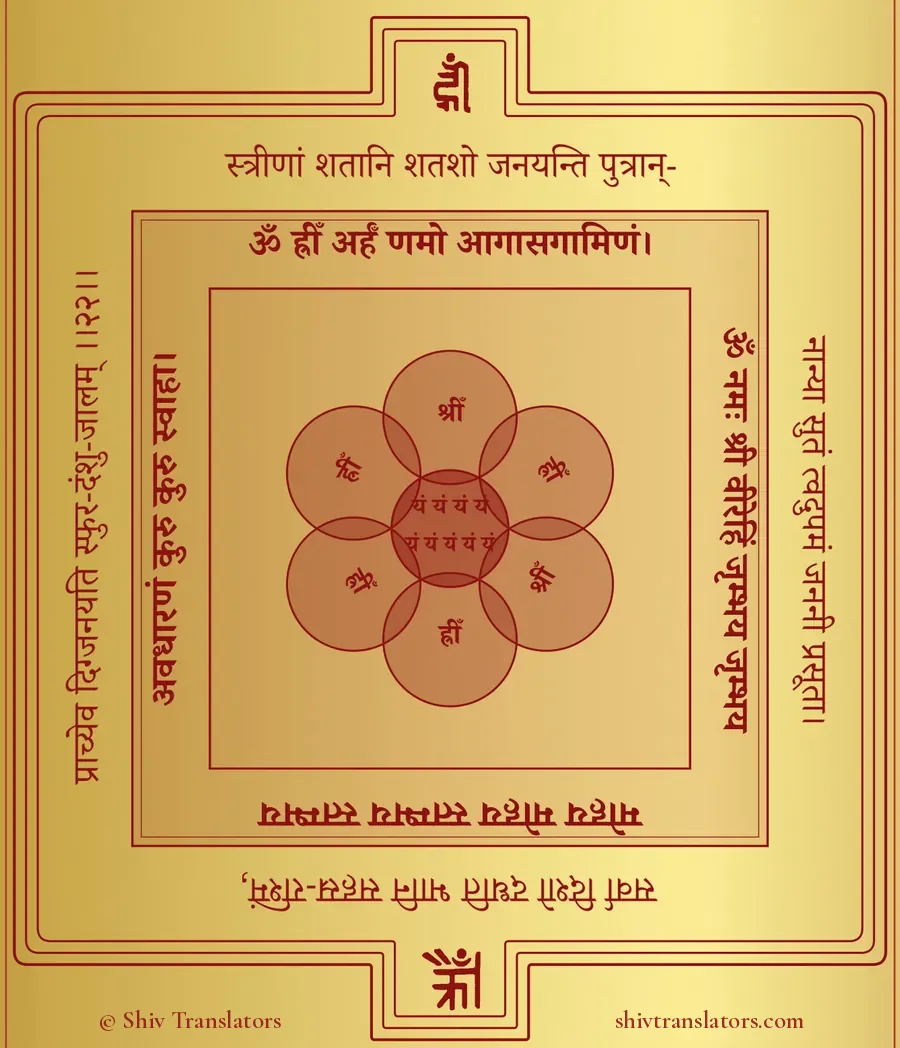 स्त्रीणां शतानि शतशो जनयन्ति पुत्रान्-
नान्या सुतं त्वदुपमं जननी प्रसूता।
सर्वा दिशो दधति भानि सहस्र-रश्मिं,
प्राच्येव दिग्जनयति स्फुर-दंशु-जालम् ।।२२।।
ॐ ह्रीँ अर्हं णमो आगासगामिणं।
ॐ नमः श्री वीरेहिं जृम्भय जृम्भय
मोहय मोहय स्तम्भय स्तम्भय
अवधारणं कुरु कुरु स्वाहा।
श्रीँ
ह्रीँ
यं यं यं यं
यं यं यं यं यं
© Shiv Translators
shivtranslators.com